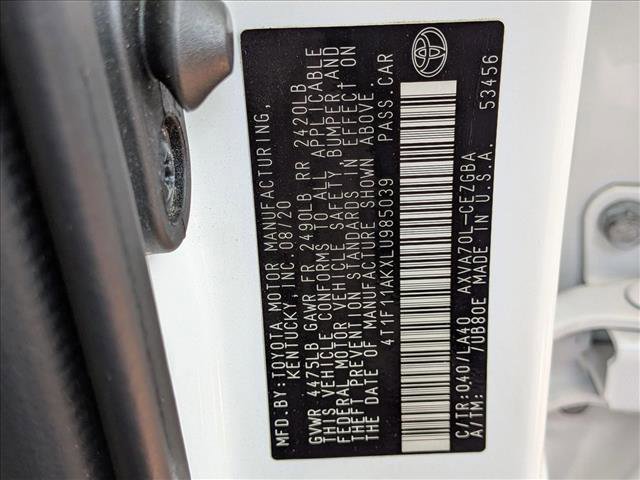 MFD.BY: TOYOTA MOTOR MANUFACTURING,
KENTUCKY, INC. 08/20
GVWR 4475LB GAWR FR 2490LB RR 2420LB
THIS VEHICLE CONFORMS TO ALL APPLICABLE
FEDERAL MOTOR VEHICLE SAFETY, BUMPER, AND
THEFT PREVENTION STANDARDS IN EFFECT ON
THE DATE OF MANUFACTURE SHOWN ABOVE.
4T1F11AKXLU985039 PASS. CAR
C/TR: 040/LA40 AXVA70L-CEZGBA
A/TM: /UB80E MADE IN U.S.A.
53456